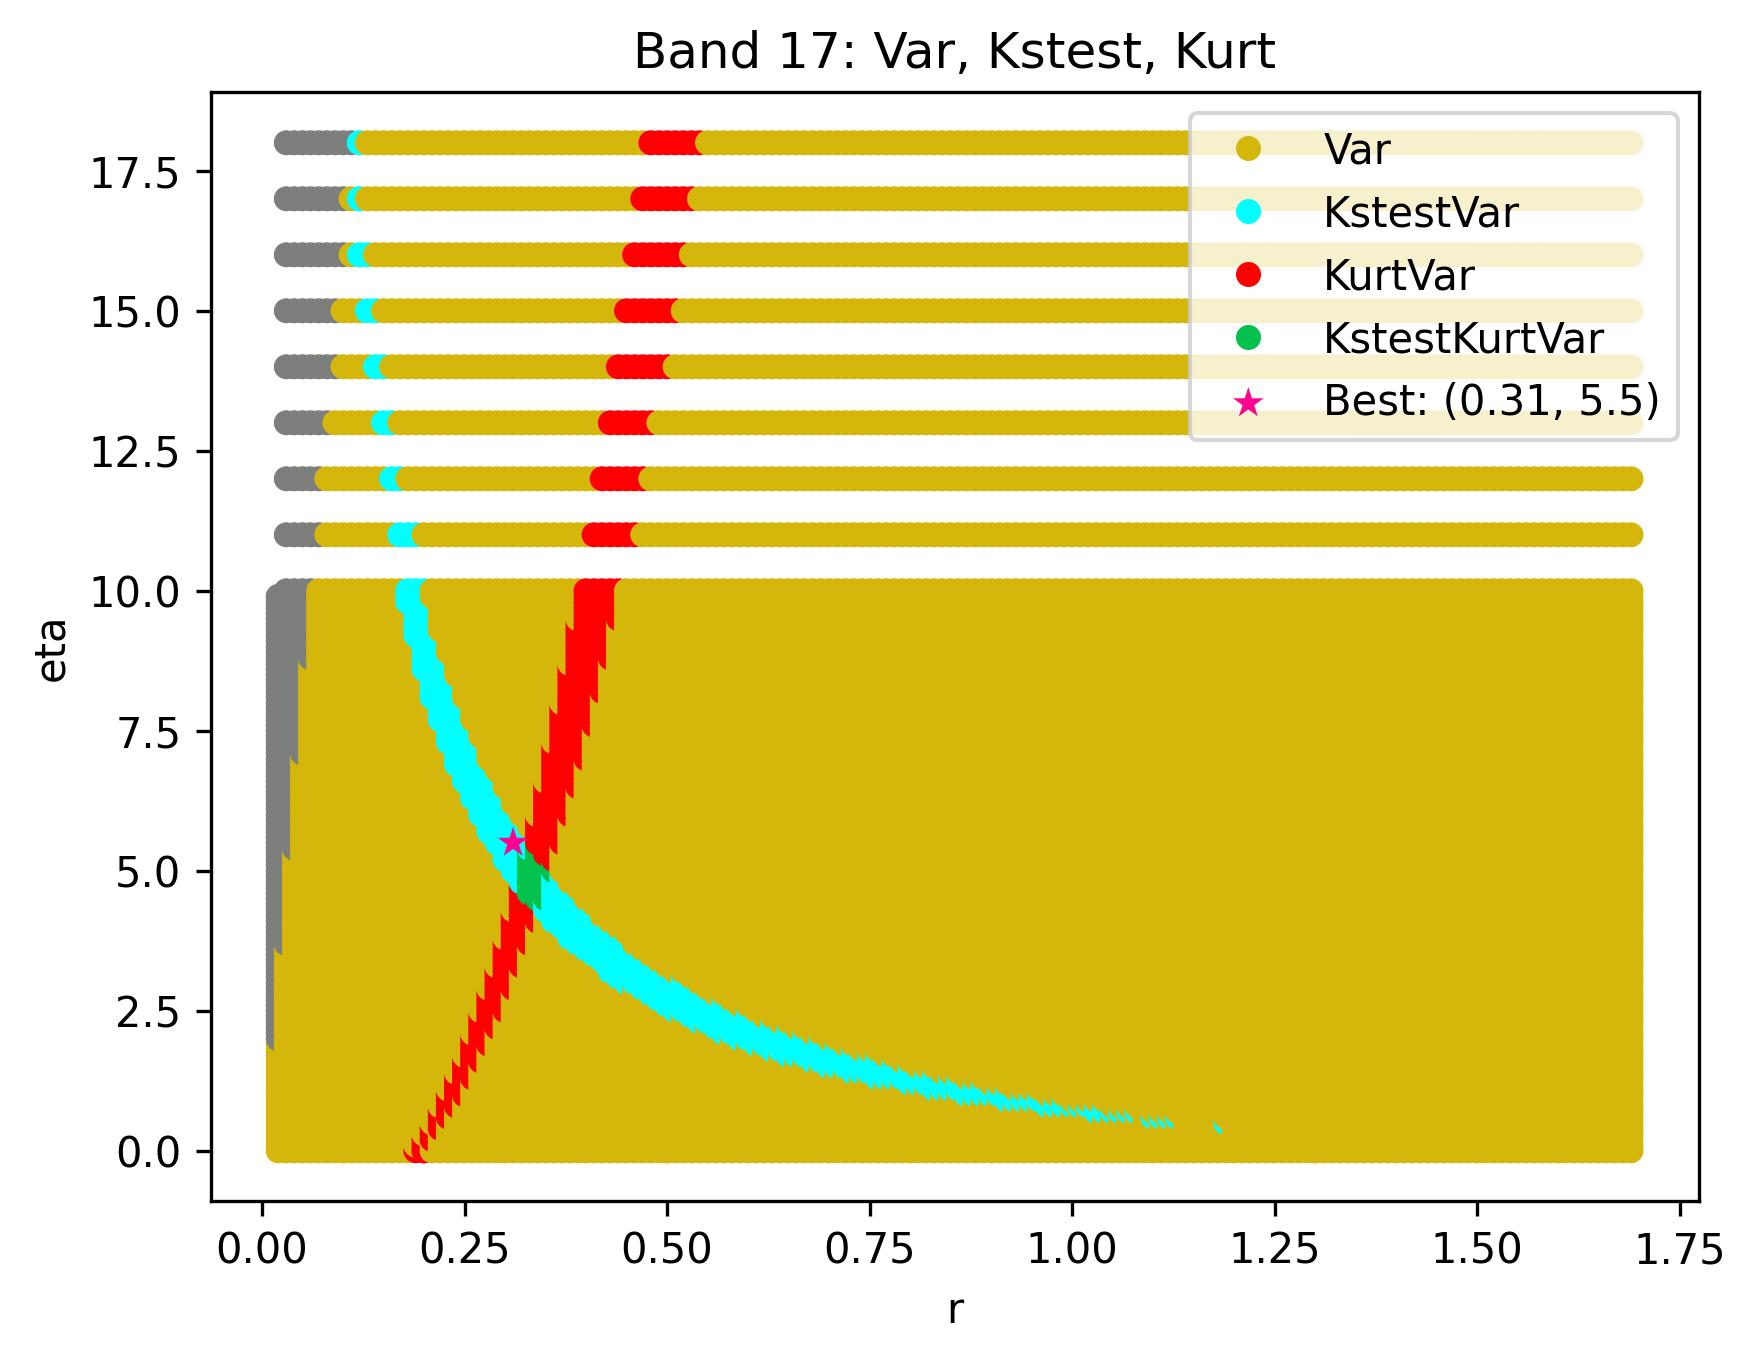 Band 17: Var, Kstest, Kurt
17.5
15.0
12.5
10.0
7.5
5.0
2.5
0.0
eta
Var
KstestVar
KurtVar
KstestKurtVar
Best: (0.31, 5.5)
0.00 0.25 0.50 0.75 1.00 1.25 1.50 1.75
r